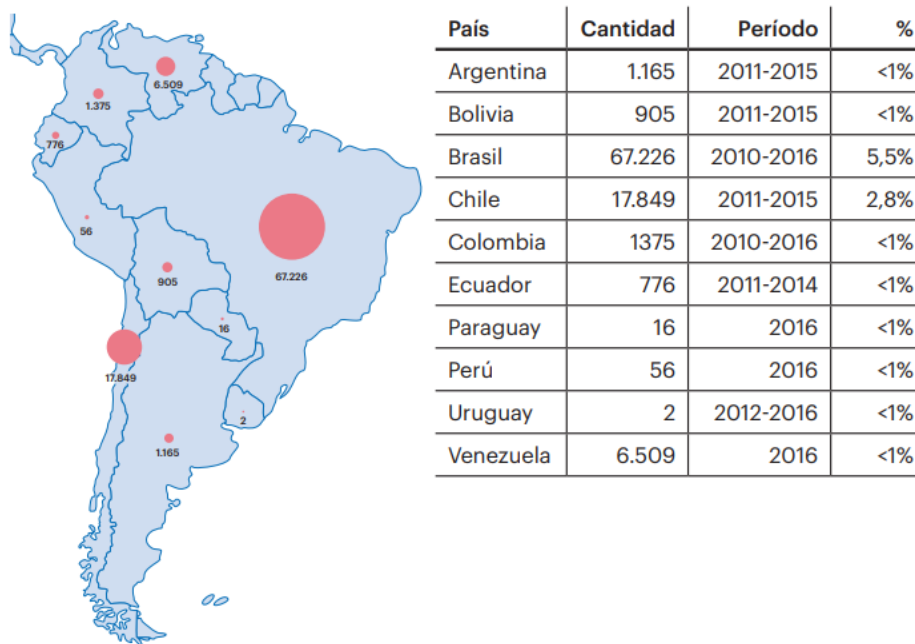 6.509
1.375
776
56
67.226
905
16
17.849
2
1.165
País Cantidad Período %
Argentina 1.165 2011-2015 <1%
Bolivia 905 2011-2015 <1%
Brasil 67.226 2010-2016 5,5%
Chile 17.849 2011-2015 2,8%
Colombia 1375 2010-2016 <1%
Ecuador 776 2011-2014 <1%
Paraguay 16 2016 <1%
Perú 56 2016 <1%
Uruguay 2 2012-2016 <1%
Venezuela 6.509 2016 <1%